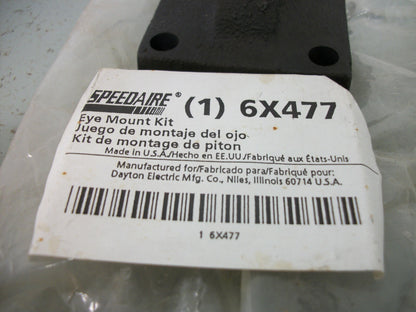 SPEEDAIRE® (1) 6X477
Eye Mount Kit
Juego de montaje del ojo
Kit de montage de piton
Made in U.S.A./Hecho en EE.UU/Fabriqué aux États-Unis
Manufactured for/Fabricado para/Fabriqué pour:
Dayton Electric Mfg. Co., Niles, Illinois 60714 U.S.A.
1 6X477